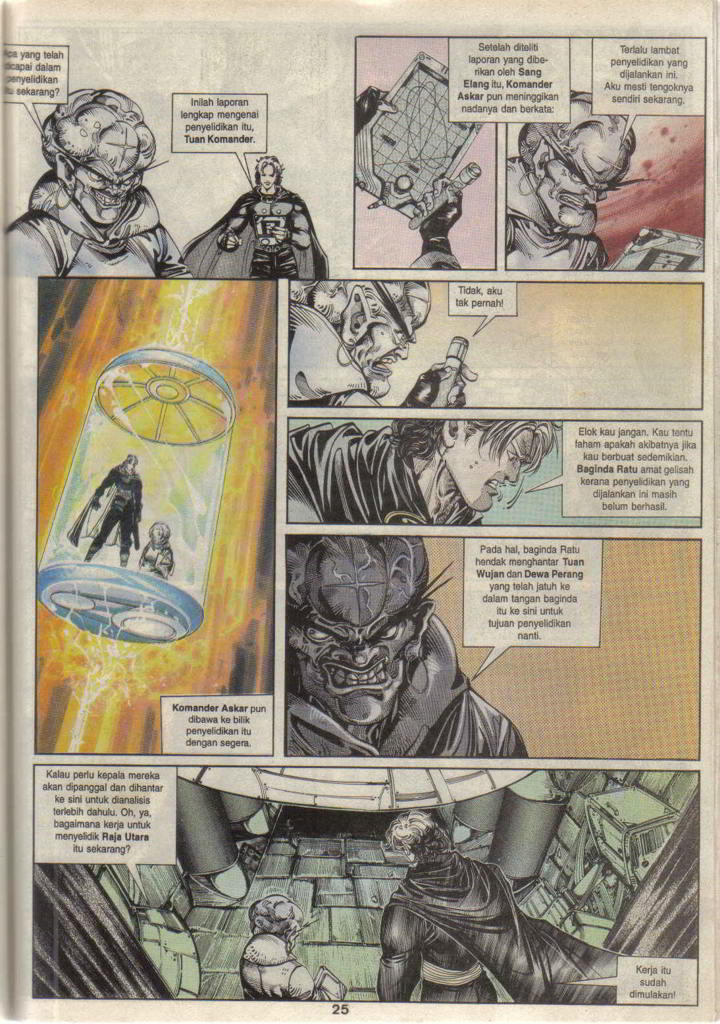 yang telah
dicapai dalam
penyelidikan
itu sekarang?
Inilah laporan
lengkap mengenai
penyelidikan itu,
Tuan Komander.
Setelah diteliti
laporan yang dibe-
rikan oleh Sang
Elang itu, Komander
Askar pun meninggikan
nadanya dan berkata:
Terlalu lambat
penyelidikan yang
dijalankan ini.
Aku mesti tengoknya
sendiri sekarang.
Tidak, aku
tak pernah!
Elok kau jangan. Kau tentu
faham apakah akibatnya jika
kau berbuat sedemikian.
Baginda Ratu amat gelisah
kerana penyelidikan yang
dijalankan ini masih
belum berhasil.
Pada hal, baginda Ratu
hendak menghantar Tuan
Wujan dan Dewa Perang
yang telah jatuh ke
dalam tangan baginda
itu ke sini untuk
tujuan penyelidikan
nanti.
Komander Askar pun
dibawa ke bilik
penyelidikan itu
dengan segera.
Kalau perlu kepala mereka
akan dipanggal dan dihantar
ke sini untuk dianalisis
terlebih dahulu. Oh, ya,
bagaimana kerja untuk
menyelidik Raja Utara
itu sekarang?
Kerja itu
sudah
dimulakan!
25